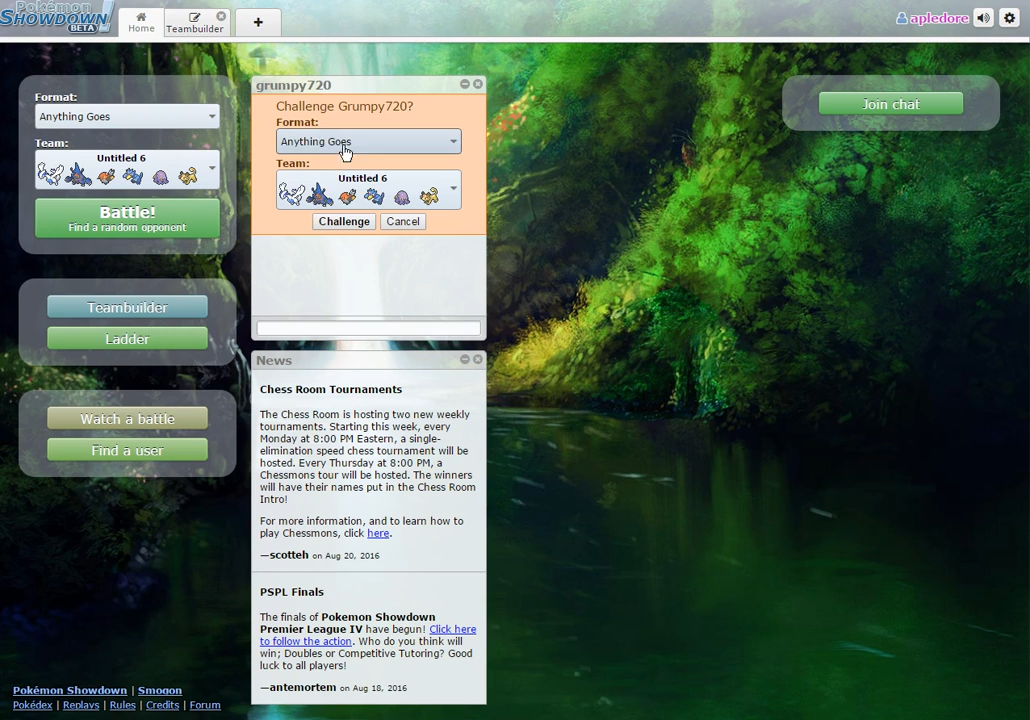 Pokémon
SHOWDOWN!
BETA
Home
Teambuilder
+
apledore
Format:
Anything Goes
Team:
Untitled 6
Battle!
Find a random opponent
Teambuilder
Ladder
Watch a battle
Find a user
grumpy720
Challenge Grumpy720?
Format:
Anything Goes
Team:
Untitled 6
Challenge
Cancel
News
Chess Room Tournaments
The Chess Room is hosting two new weekly
tournaments. Starting this week, every
Monday at 8:00 PM Eastern, a single-
elimination speed chess tournament will be
hosted. Every Thursday at 8:00 PM, a
Chessmons tour will be hosted. The winners
will have their names put in the Chess Room
Intro!
For more information, and to learn how to
play Chessmons, click here.
—scotteh on Aug 20, 2016
PSPL Finals
The finals of Pokemon Showdown
Premier League IV have begun! Click here
to follow the action. Who do you think will
win; Doubles or Competitive Tutoring? Good
luck to all players!
—antemortem on Aug 18, 2016
Join chat
Pokémon Showdown | Smogon
Pokédex | Replays | Rules | Credits | Forum